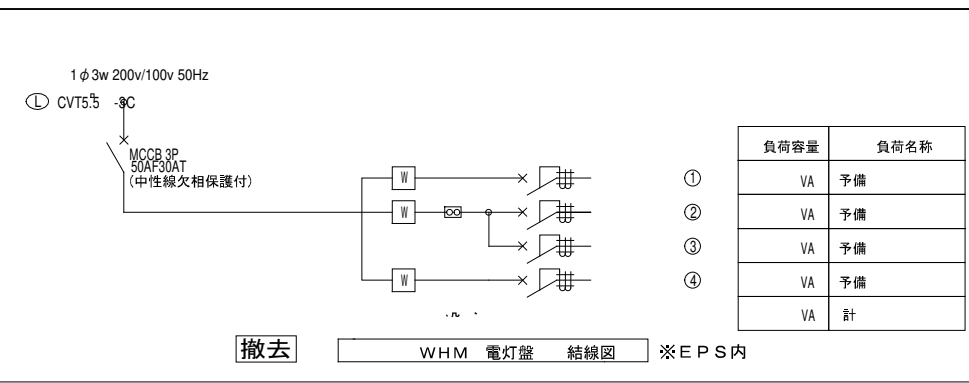 1φ3w 200v/100v 50Hz
Ⓛ CVT5.5□-3C
MCCB 3P
50AF30AT
(中性線欠相保護付)
負荷容量 負荷名称
W ① VA 予備
W ② VA 予備
③ VA 予備
W ④ VA 予備
VA 計
撤去 WHM 電灯盤 結線図 ※EPS内